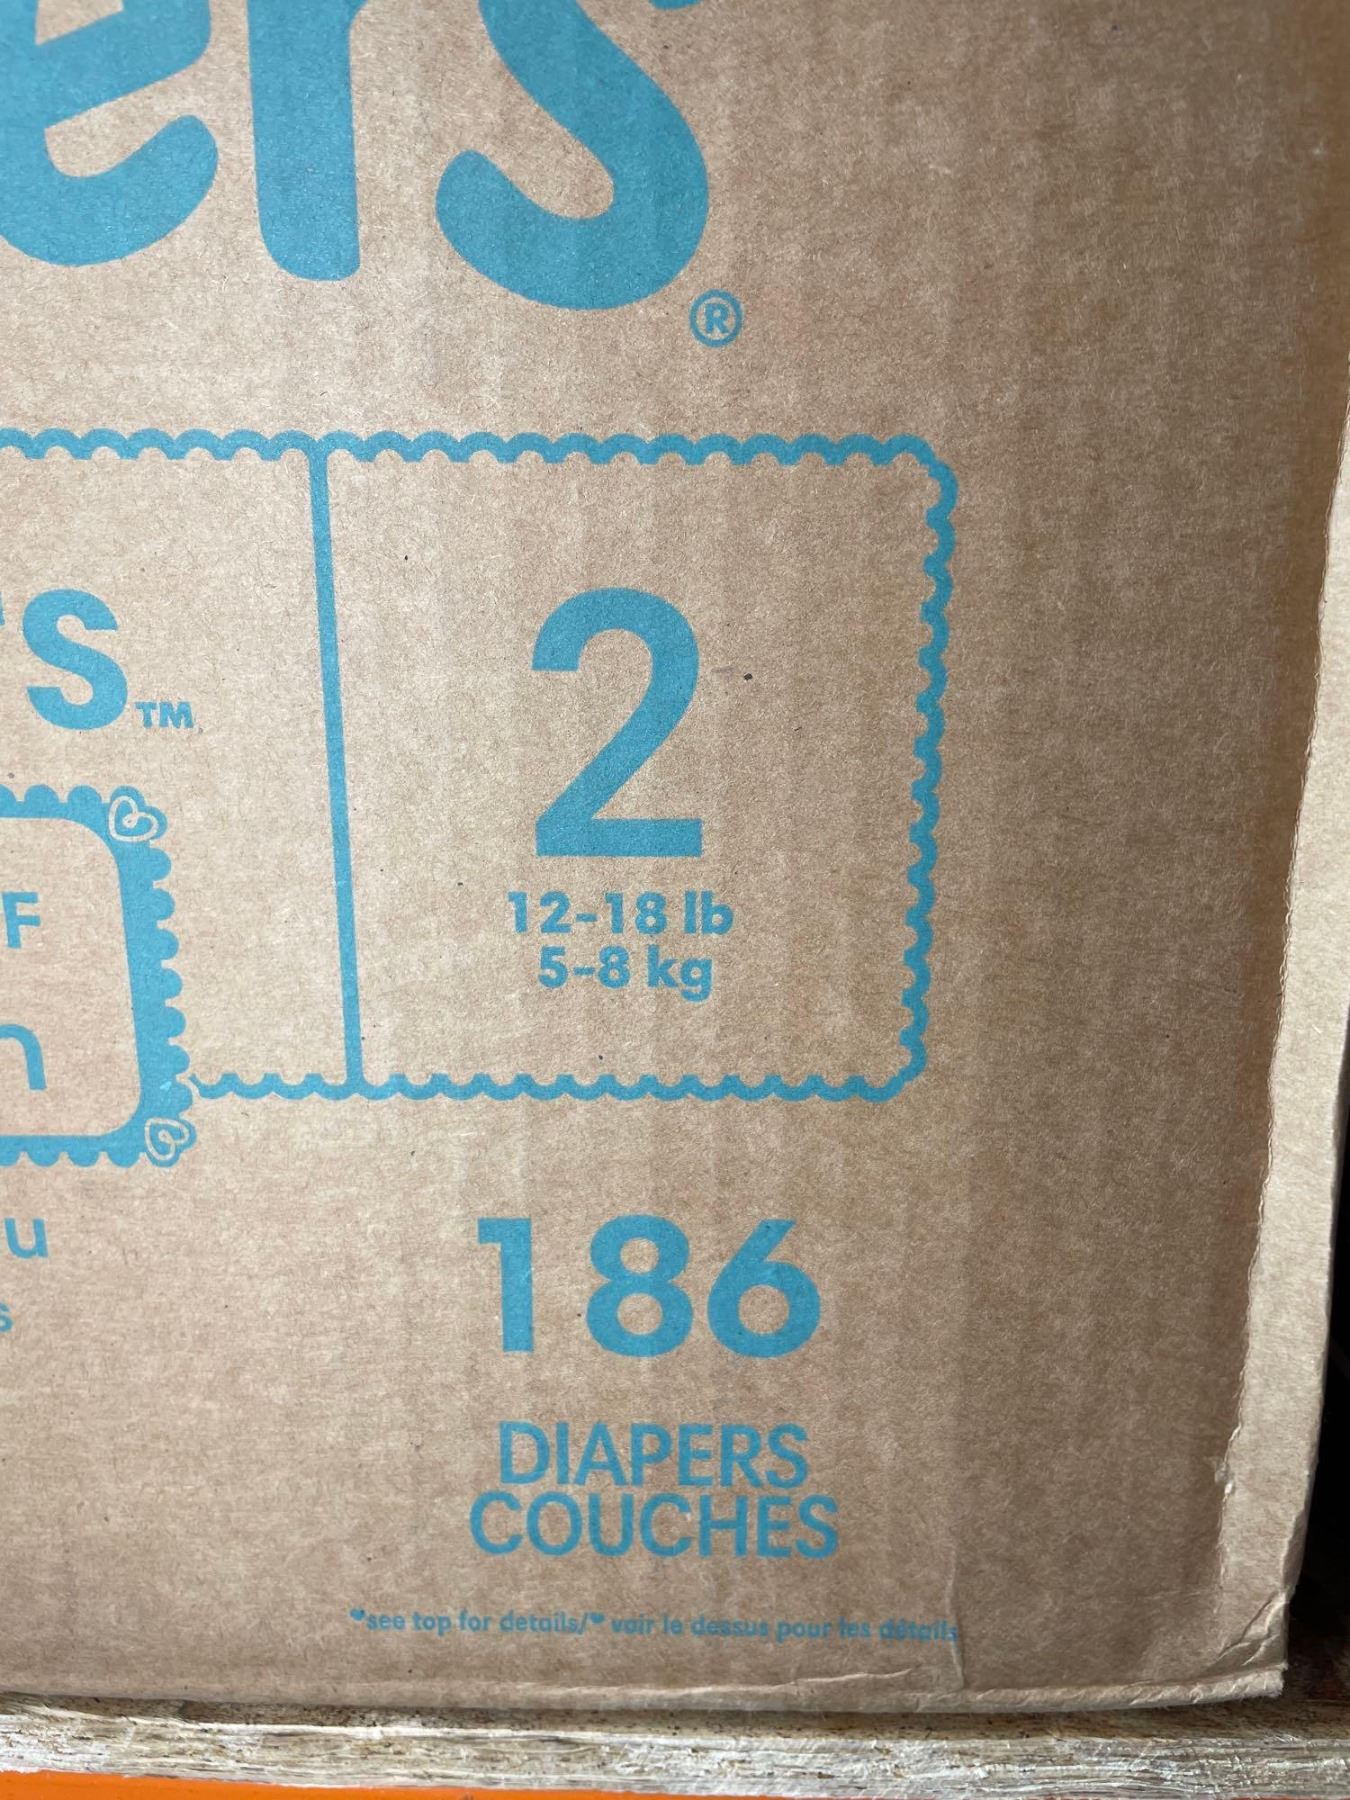 ers®
TS™
2
12-18 lb
5-8 kg
F
n
u
s
186
DIAPERS
COUCHES
♥see top for details/♥ voir le dessus pour les détails